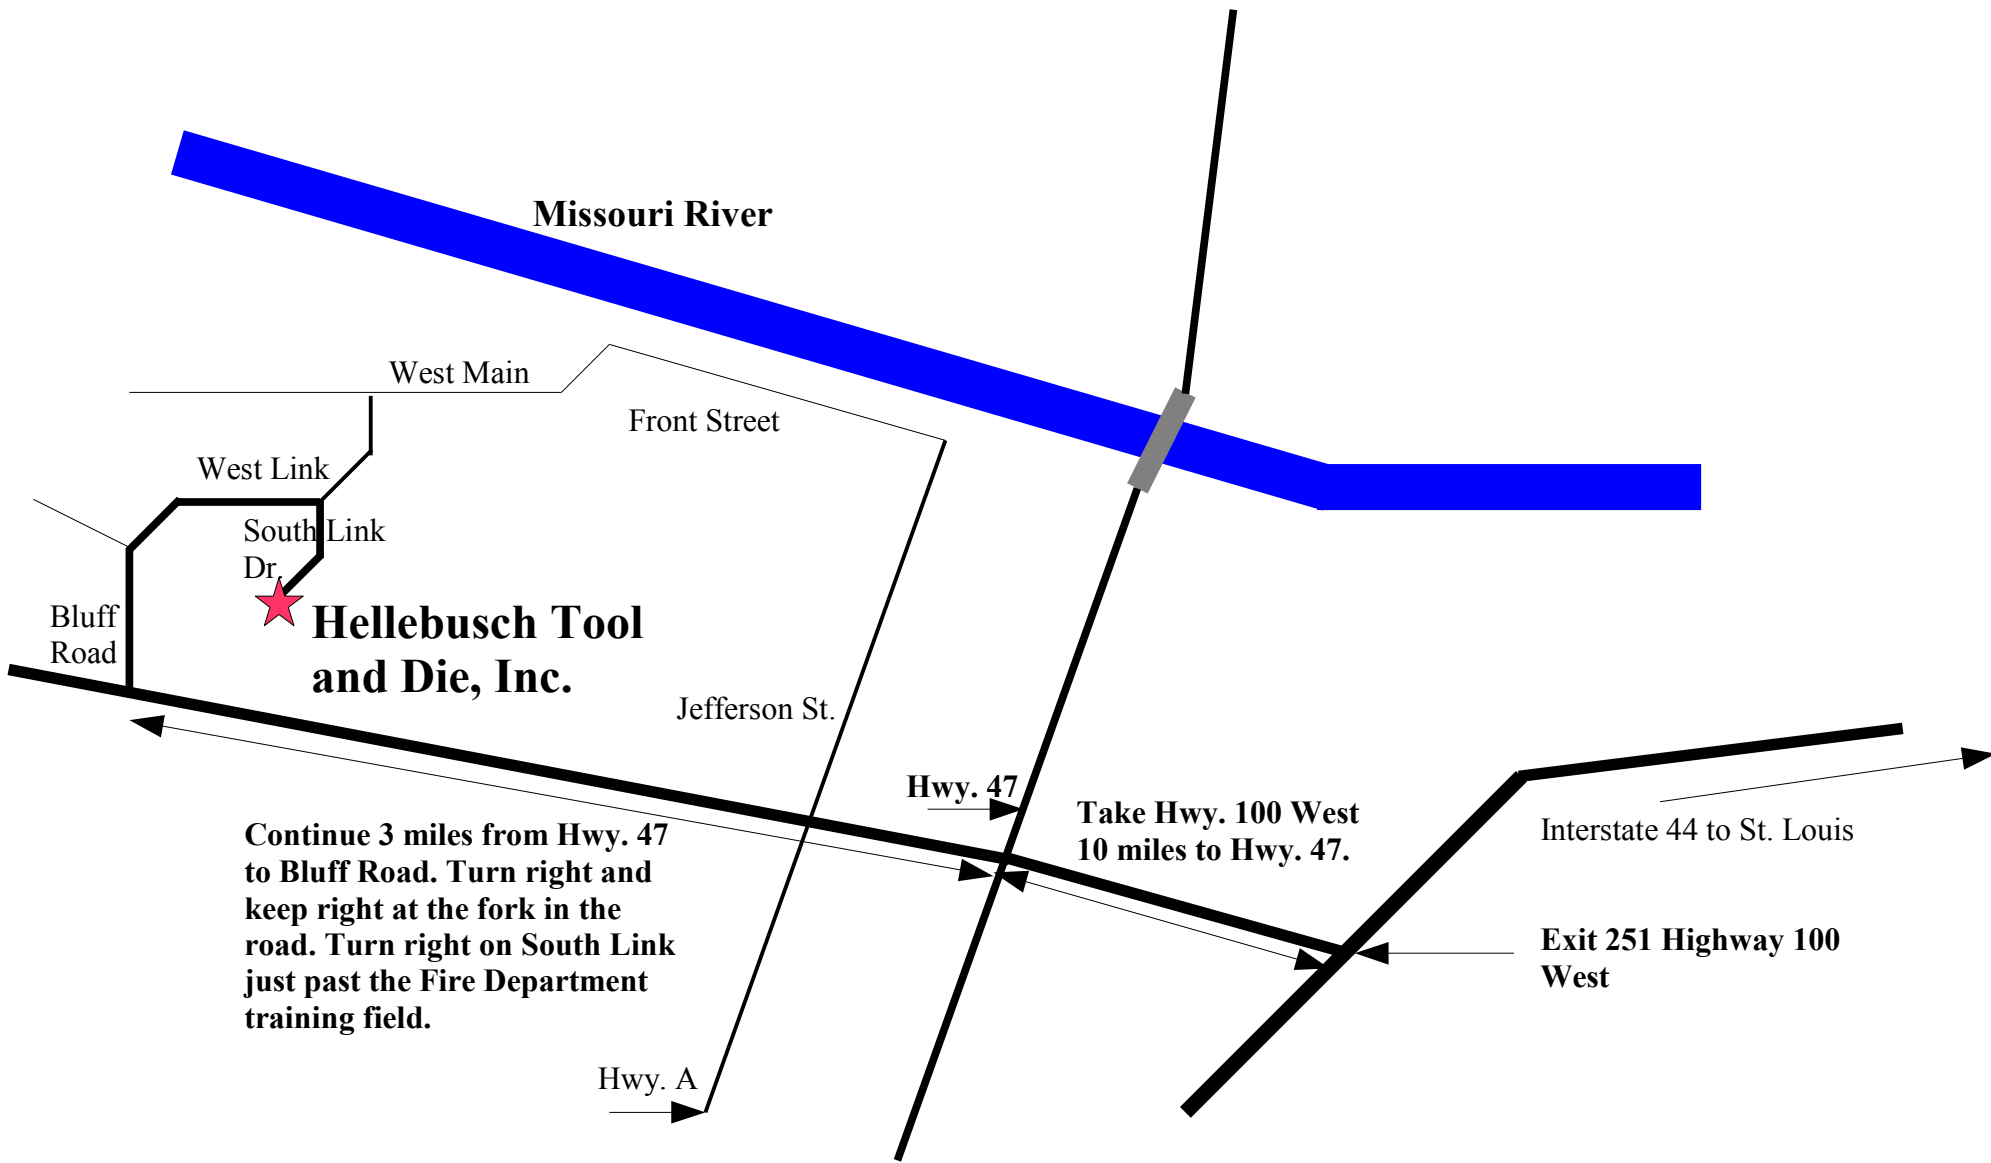 Missouri River
West Main
Front Street
West Link
South Link
Dr.
Hellebusch Tool
and Die, Inc.
Bluff
Road
Jefferson St.
Hwy. 47
Take Hwy. 100 West
10 miles to Hwy. 47.
Interstate 44 to St. Louis
Continue 3 miles from Hwy. 47
to Bluff Road. Turn right and
keep right at the fork in the
road. Turn right on South Link
just past the Fire Department
training field.
Exit 251 Highway 100
West
Hwy. A